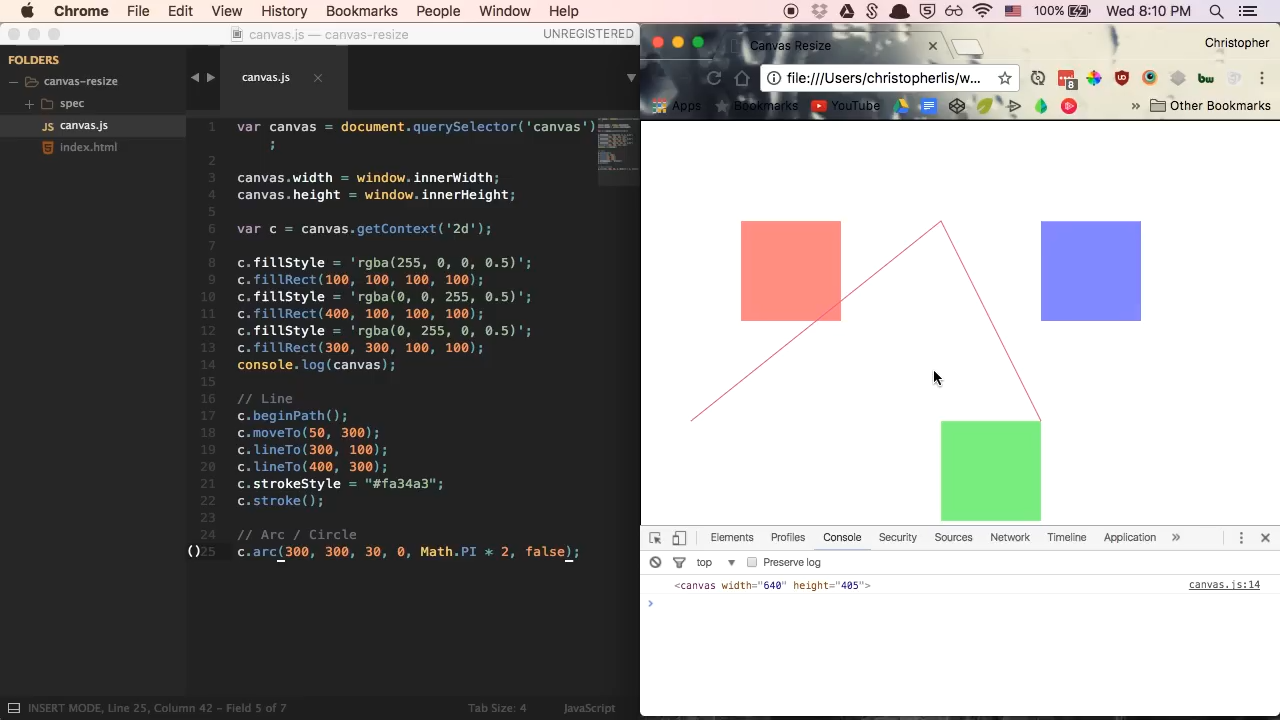 Chrome File Edit View History Bookmarks People Window Help 100% Wed 8:10 PM
canvas.js — canvas-resize UNREGISTERED
FOLDERS
canvas-resize
spec
canvas.js
index.html
canvas.js
1 var canvas = document.querySelector('canvas')
;
2
3 canvas.width = window.innerWidth;
4 canvas.height = window.innerHeight;
5
6 var c = canvas.getContext('2d');
7
8 c.fillStyle = 'rgba(255, 0, 0, 0.5)';
9 c.fillRect(100, 100, 100, 100);
10 c.fillStyle = 'rgba(0, 0, 255, 0.5)';
11 c.fillRect(400, 100, 100, 100);
12 c.fillStyle = 'rgba(0, 255, 0, 0.5)';
13 c.fillRect(300, 300, 100, 100);
14 console.log(canvas);
15
16 // Line
17 c.beginPath();
18 c.moveTo(50, 300);
19 c.lineTo(300, 100);
20 c.lineTo(400, 300);
21 c.strokeStyle = "#fa34a3";
22 c.stroke();
23
24 // Arc / Circle
()25 c.arc(300, 300, 30, 0, Math.PI * 2, false);
INSERT MODE, Line 25, Column 42 – Field 5 of 7 Tab Size: 4 JavaScript
Canvas Resize Christopher
file:///Users/christopherlis/w... 8 bw
Apps Bookmarks YouTube » Other Bookmarks
Elements Profiles Console Security Sources Network Timeline Application »
top Preserve log
<canvas width="640" height="405"> canvas.js:14